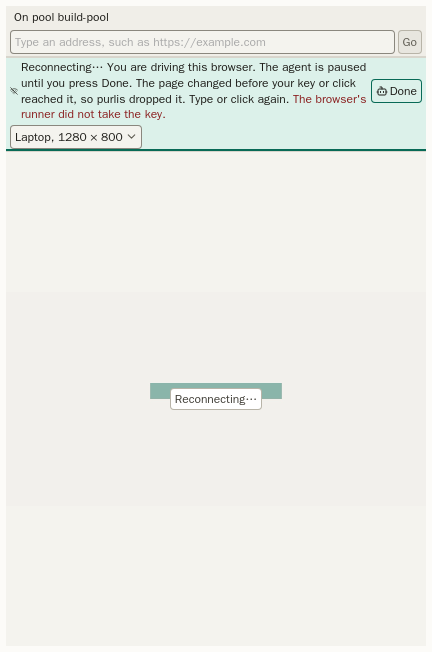 On pool build-pool
Type an address, such as https://example.com
Go
Reconnecting··· You are driving this browser. The agent is paused
until you press Done. The page changed before your key or click
reached it, so purlis dropped it. Type or click again. The browser's
runner did not take the key.
Done
Laptop, 1280 × 800
Reconnecting···